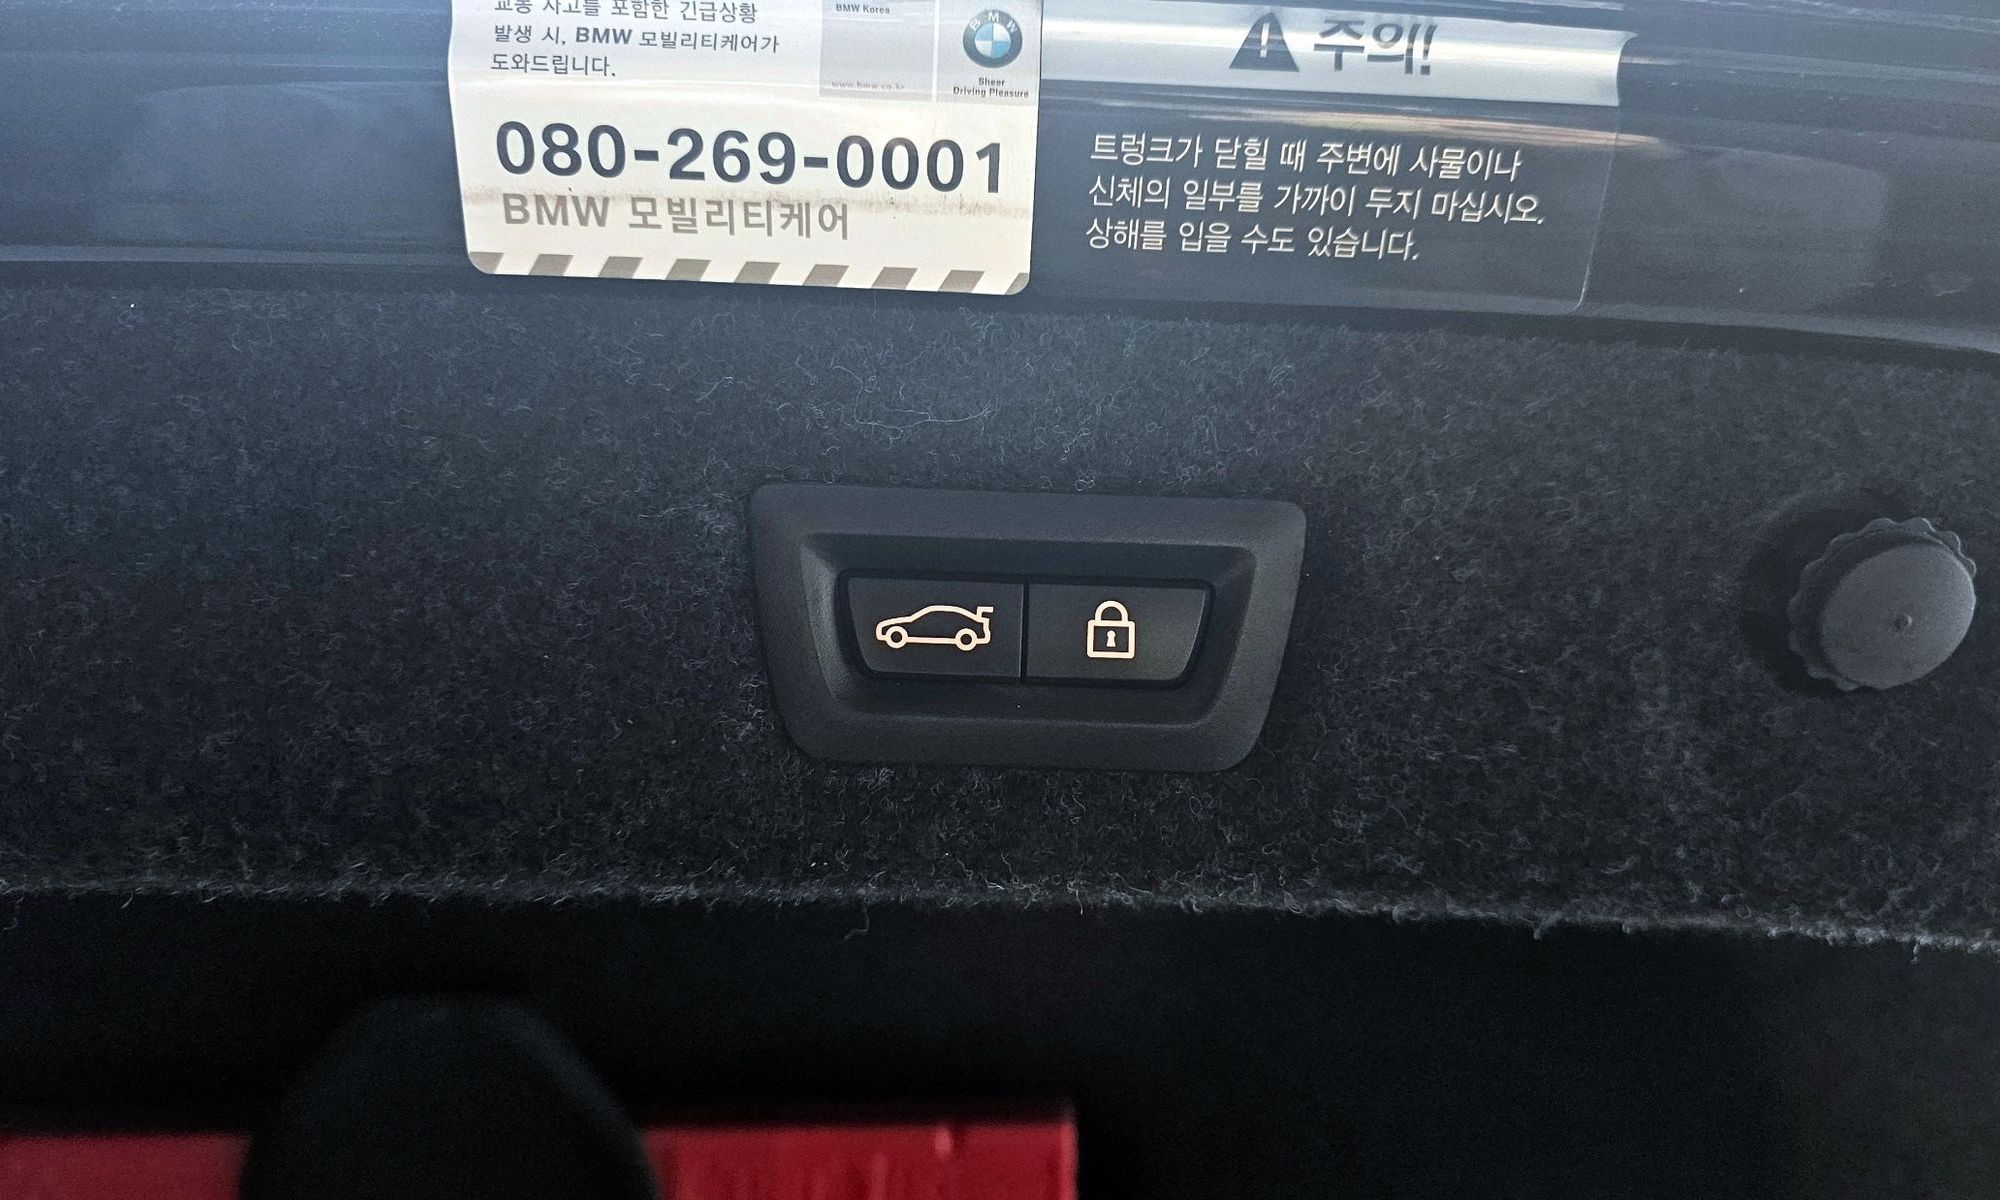 교통 사고를 포함한 긴급상황
발생 시, BMW 모빌리티케어가
도와드립니다.
BMW Korea
www.bmw.co.kr
BMW
Sheer
Driving Pleasure
080-269-0001
BMW 모빌리티케어
주의!
트렁크가 닫힐 때 주변에 사물이나
신체의 일부를 가까이 두지 마십시오.
상해를 입을 수도 있습니다.